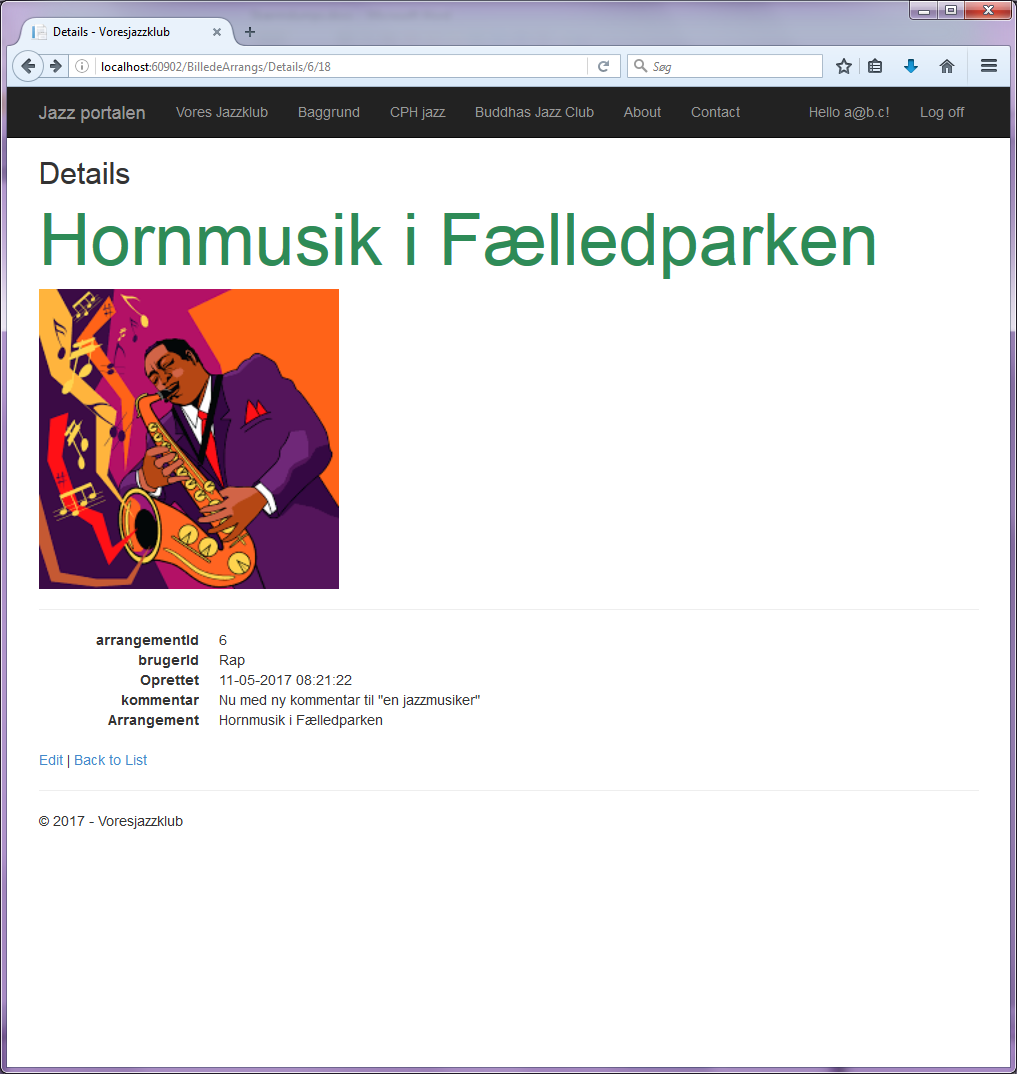 Details - Voresjazzklub
localhost:60902/BilledeArrangs/Details/6/18
Søg
Jazz portalen Vores Jazzklub Baggrund CPH jazz Buddhas Jazz Club About Contact Hello a@b.c! Log off
Details
Hornmusik i Fælledparken
arrangementId 6
brugerId Rap
Oprettet 11-05-2017 08:21:22
kommentar Nu med ny kommentar til "en jazzmusiker"
Arrangement Hornmusik i Fælledparken
Edit | Back to List
© 2017 - Voresjazzklub